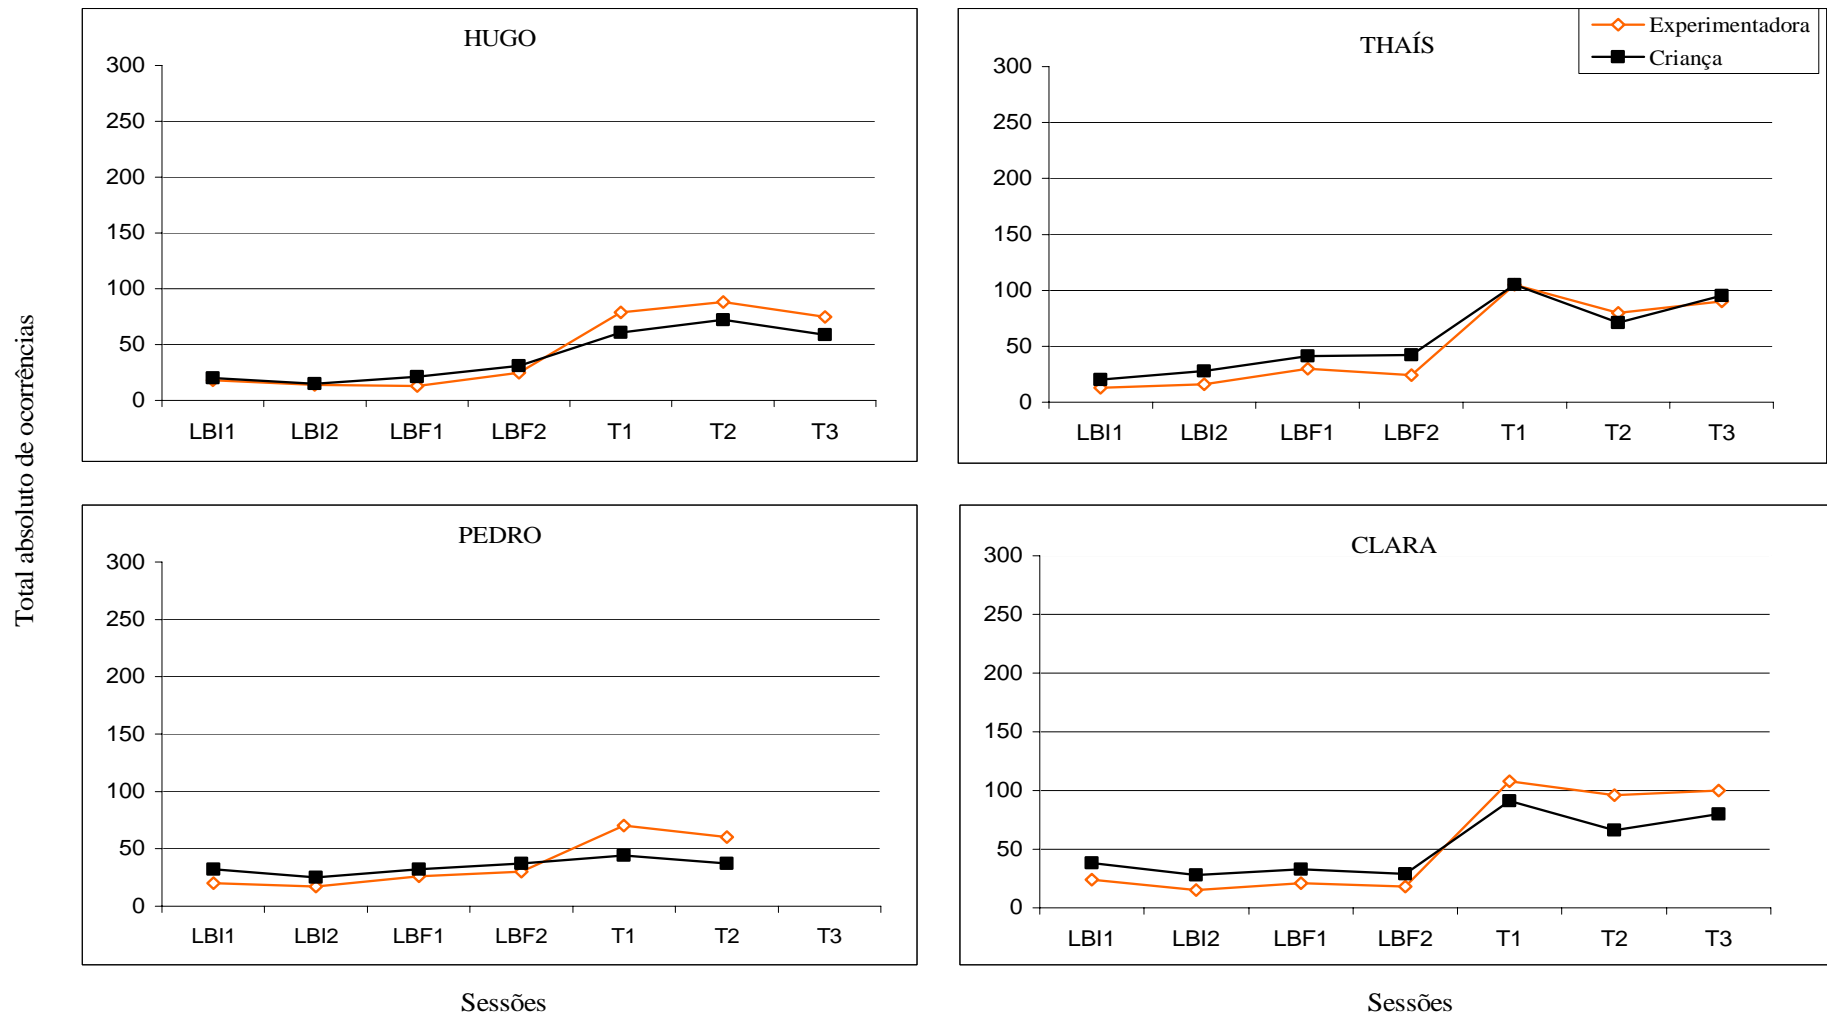 Total absoluto de ocorrências
HUGO
300
250
200
150
100
50
0
LBI1 LBI2 LBF1 LBF2 T1 T2 T3
THAÍS
Experimentadora
Criança
300
250
200
150
100
50
0
LBI1 LBI2 LBF1 LBF2 T1 T2 T3
PEDRO
300
250
200
150
100
50
0
LBI1 LBI2 LBF1 LBF2 T1 T2 T3
Sessões
CLARA
300
250
200
150
100
50
0
LBI1 LBI2 LBF1 LBF2 T1 T2 T3
Sessões